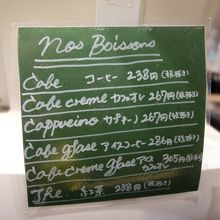 Nos Boissons
Cafe コーヒー 238円(税抜き)
Cafe creme カフェオレ 267円(税抜き)
Cappuccino カプチーノ 267円(税抜き)
Cafe glase アイスコーヒー 286円(税抜き)
Cafe creme glase アイスカフェオレ 305円(税抜き)
The 紅茶 238円(税抜き)